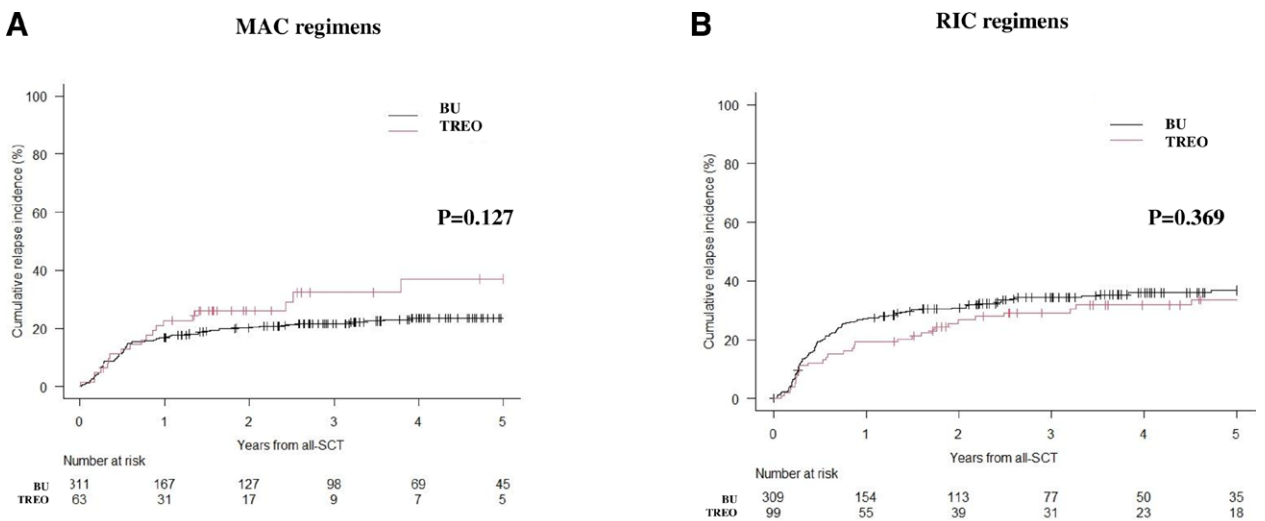 A
MAC regimens
BU
TREO
P=0.127
Cumulative relapse incidence (%)
100
80
60
40
20
0
0 1 2 3 4 5
Years from all-SCT
Number at risk
BU 311 167 127 98 69 45
TREO 63 31 17 9 7 5
B
RIC regimens
BU
TREO
P=0.369
Cumulative relapse incidence (%)
100
80
60
40
20
0
0 1 2 3 4 5
Years from all-SCT
Number at risk
BU 309 154 113 77 50 35
TREO 99 55 39 31 23 18